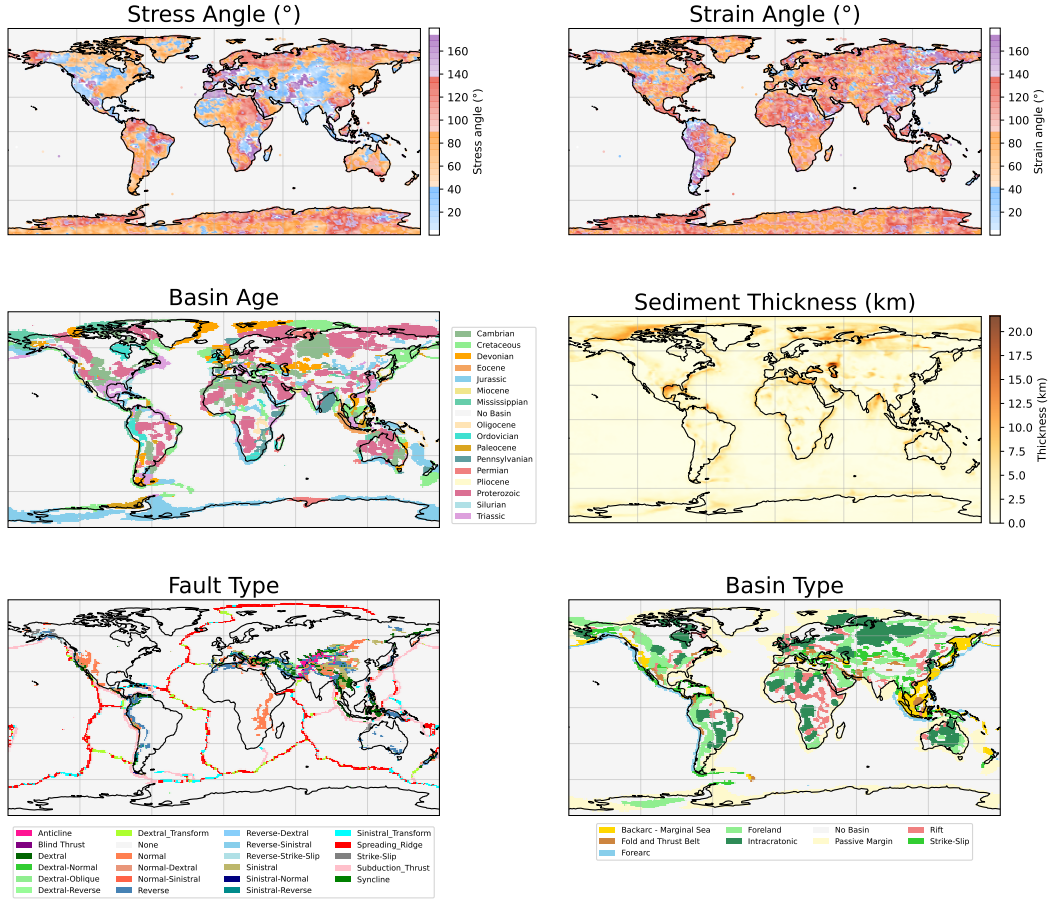 Stress Angle (°)
160
140
120
100
80
60
40
20
Stress angle (°)
Strain Angle (°)
160
140
120
100
80
60
40
20
Strain angle (°)
Basin Age
Cambrian
Cretaceous
Devonian
Eocene
Jurassic
Miocene
Mississippian
No Basin
Oligocene
Ordovician
Paleocene
Pennsylvanian
Permian
Pliocene
Proterozoic
Silurian
Triassic
Sediment Thickness (km)
20.0
17.5
15.0
12.5
10.0
7.5
5.0
2.5
0.0
Thickness (km)
Fault Type
Anticline
Blind Thrust
Dextral
Dextral-Normal
Dextral-Oblique
Dextral-Reverse
Dextral_Transform
None
Normal
Normal-Dextral
Normal-Sinistral
Reverse
Reverse-Dextral
Reverse-Sinistral
Reverse-Strike-Slip
Sinistral
Sinistral-Normal
Sinistral-Reverse
Sinistral_Transform
Spreading_Ridge
Strike-Slip
Subduction_Thrust
Syncline
Basin Type
Backarc - Marginal Sea
Fold and Thrust Belt
Forearc
Foreland
Intracratonic
No Basin
Passive Margin
Rift
Strike-Slip